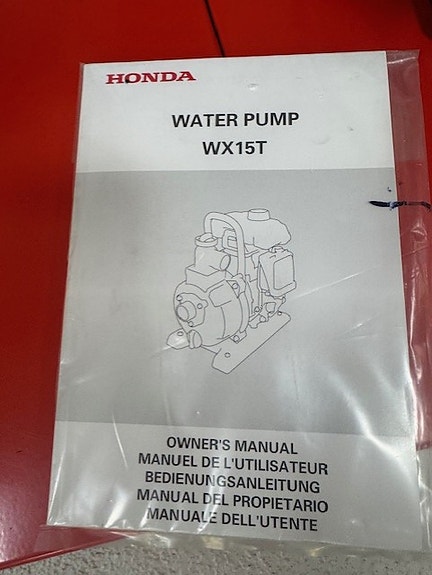 HONDA
WATER PUMP
WX15T
OWNER'S MANUAL
MANUEL DE L'UTILISATEUR
BEDIENUNGSANLEITUNG
MANUAL DEL PROPIETARIO
MANUALE DELL'UTENTE